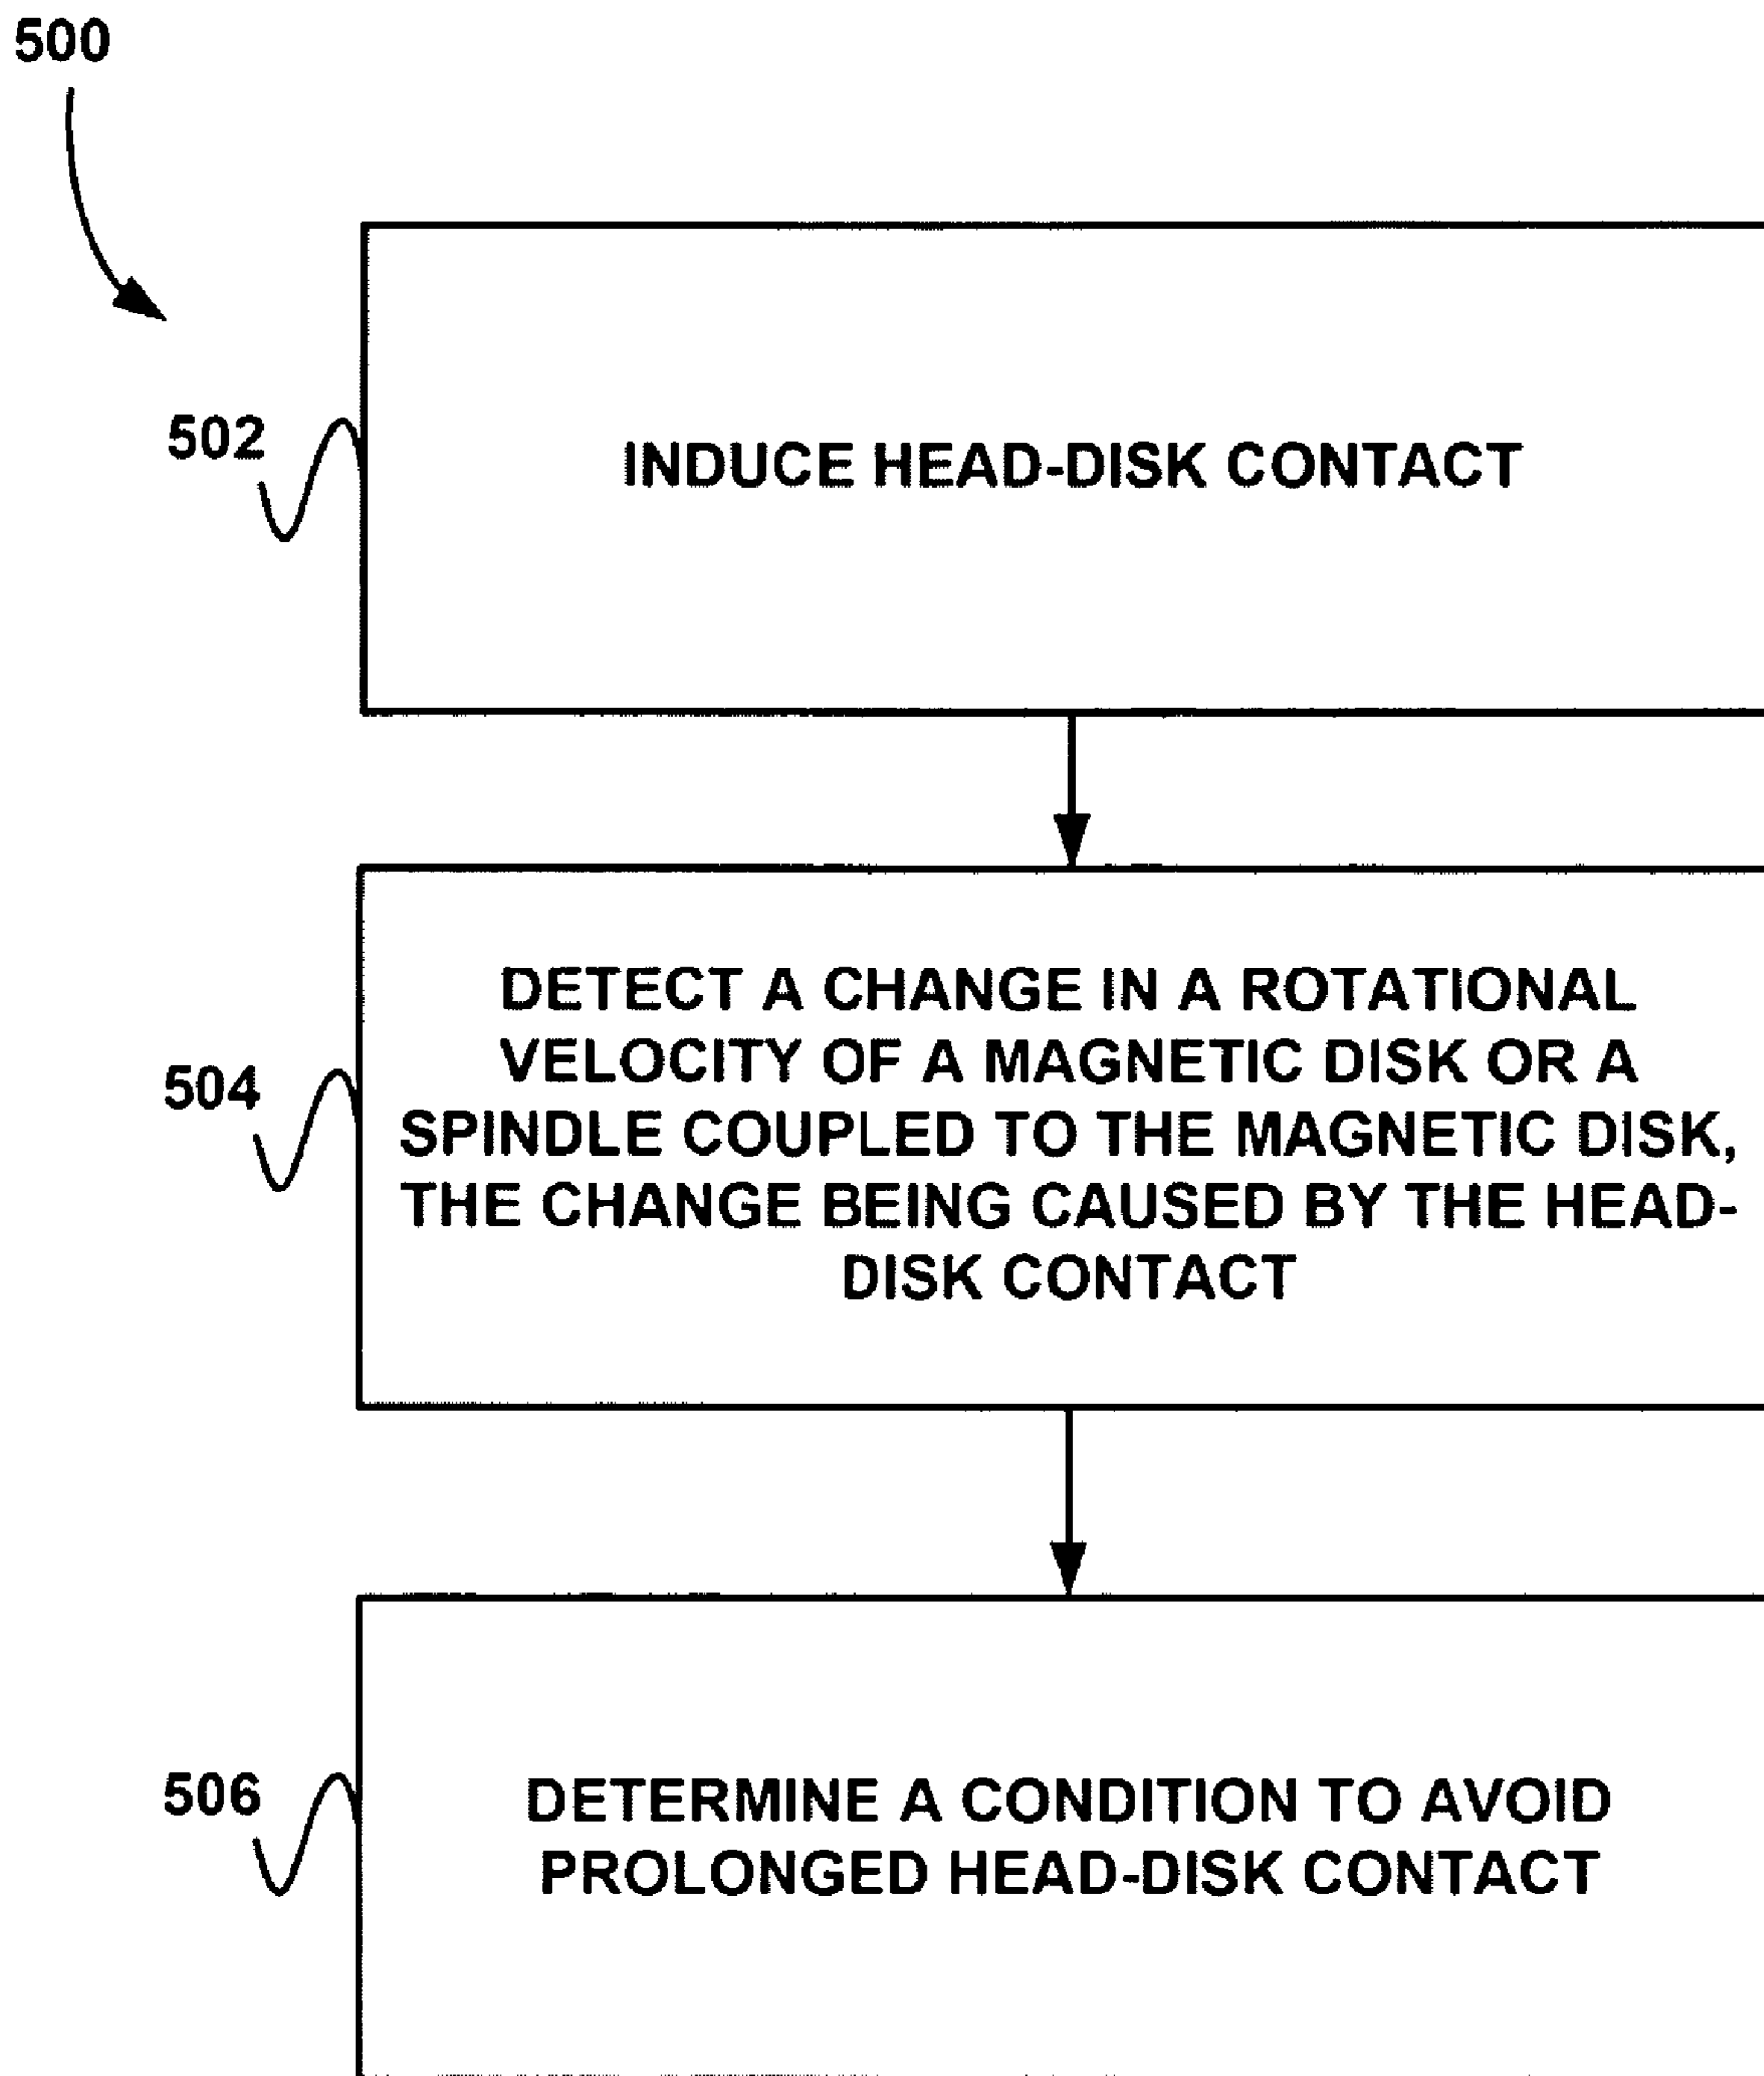 500
502
INDUCE HEAD-DISK CONTACT
504
DETECT A CHANGE IN A ROTATIONAL
VELOCITY OF A MAGNETIC DISK OR A
SPINDLE COUPLED TO THE MAGNETIC DISK,
THE CHANGE BEING CAUSED BY THE HEAD-
DISK CONTACT
506
DETERMINE A CONDITION TO AVOID
PROLONGED HEAD-DISK CONTACT